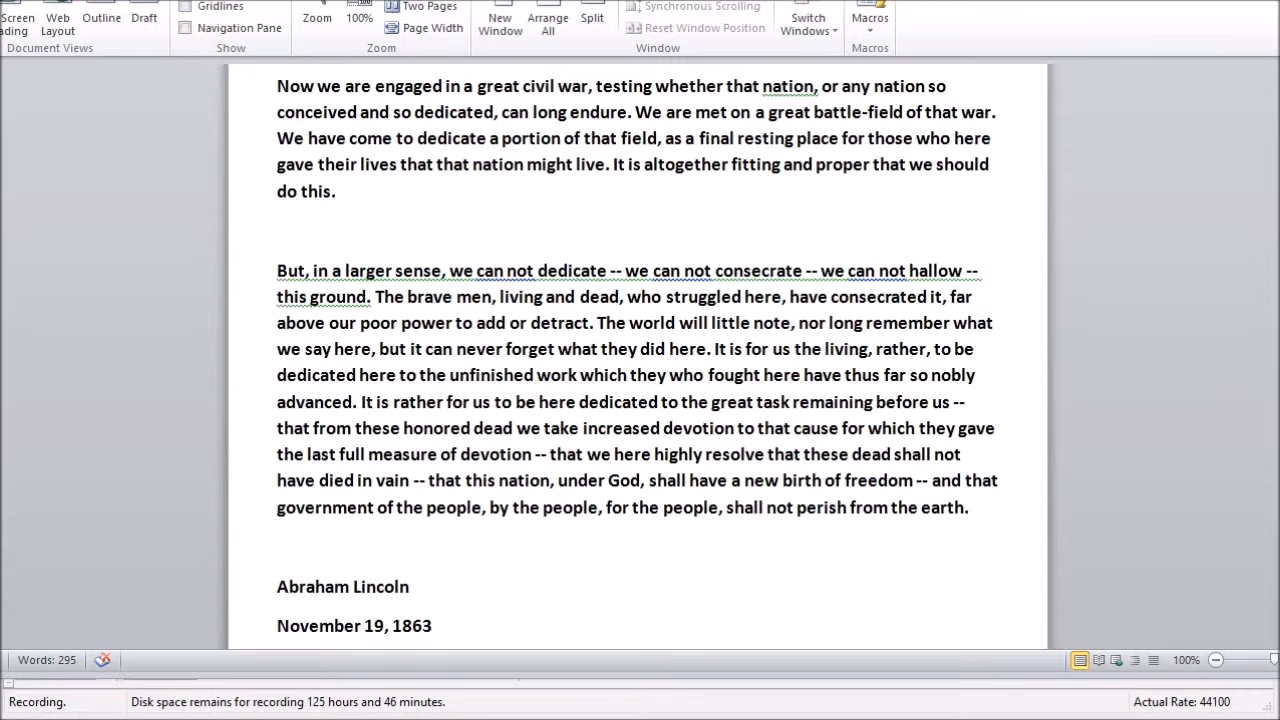 Gridlines
Two Pages
Synchronous Scrolling
Screen
Web
Outline
Draft
Zoom
100%
New
Arrange
Split
Switch
Macros
Navigation Pane
Page Width
Reset Window Position
Layout
Window
All
Windows
Document Views
Show
Zoom
Window
Macros
Now we are engaged in a great civil war, testing whether that nation, or any nation so
conceived and so dedicated, can long endure. We are met on a great battle-field of that war.
We have come to dedicate a portion of that field, as a final resting place for those who here
gave their lives that that nation might live. It is altogether fitting and proper that we should
do this.
But, in a larger sense, we can not dedicate -- we can not consecrate -- we can not hallow --
this ground. The brave men, living and dead, who struggled here, have consecrated it, far
above our poor power to add or detract. The world will little note, nor long remember what
we say here, but it can never forget what they did here. It is for us the living, rather, to be
dedicated here to the unfinished work which they who fought here have thus far so nobly
advanced. It is rather for us to be here dedicated to the great task remaining before us --
that from these honored dead we take increased devotion to that cause for which they gave
the last full measure of devotion -- that we here highly resolve that these dead shall not
have died in vain -- that this nation, under God, shall have a new birth of freedom -- and that
government of the people, by the people, for the people, shall not perish from the earth.
Abraham Lincoln
November 19, 1863
Words: 295
100%
Recording.
Disk space remains for recording 125 hours and 46 minutes.
Actual Rate: 44100